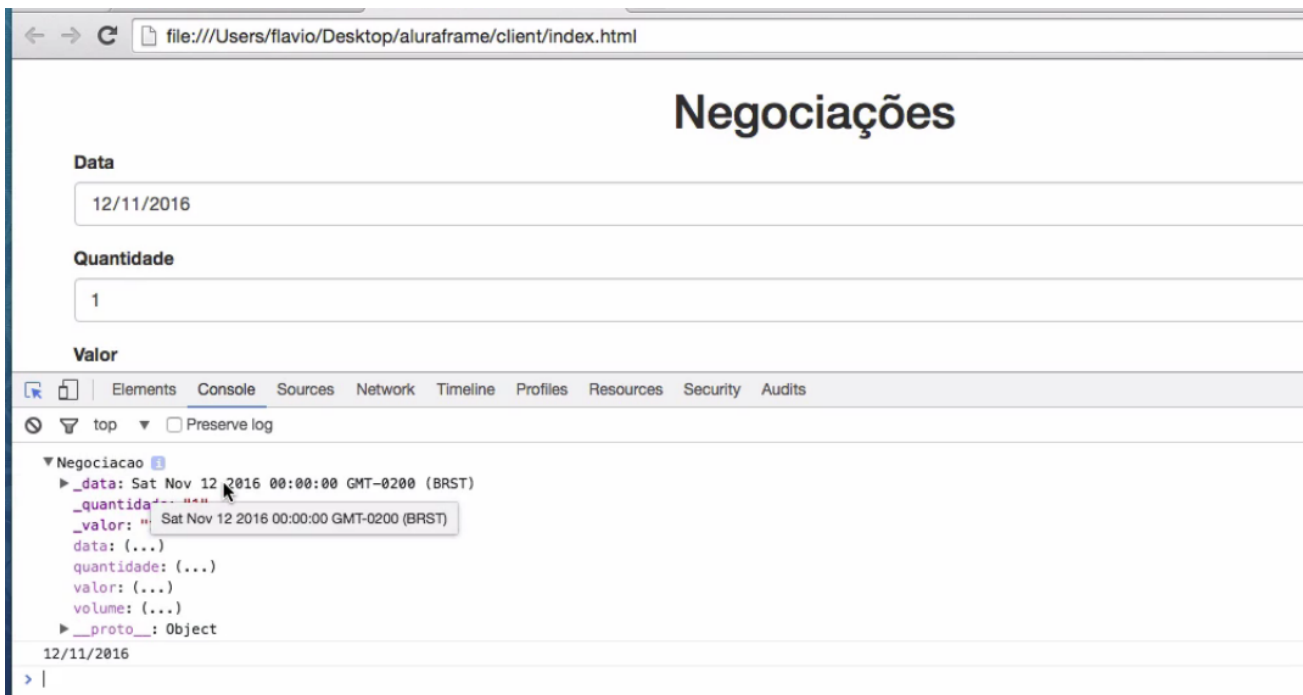 file:///Users/flavio/Desktop/aluraframe/client/index.html
Negociações
Data
12/11/2016
Quantidade
1
Valor
Elements Console Sources Network Timeline Profiles Resources Security Audits
top ▼ Preserve log
▼Negociacao i
▶_data: Sat Nov 12 2016 00:00:00 GMT-0200 (BRST)
_quantidade: "1"
Sat Nov 12 2016 00:00:00 GMT-0200 (BRST)
_valor: "
data: (...)
quantidade: (...)
valor: (...)
volume: (...)
▶__proto__: Object
12/11/2016
>